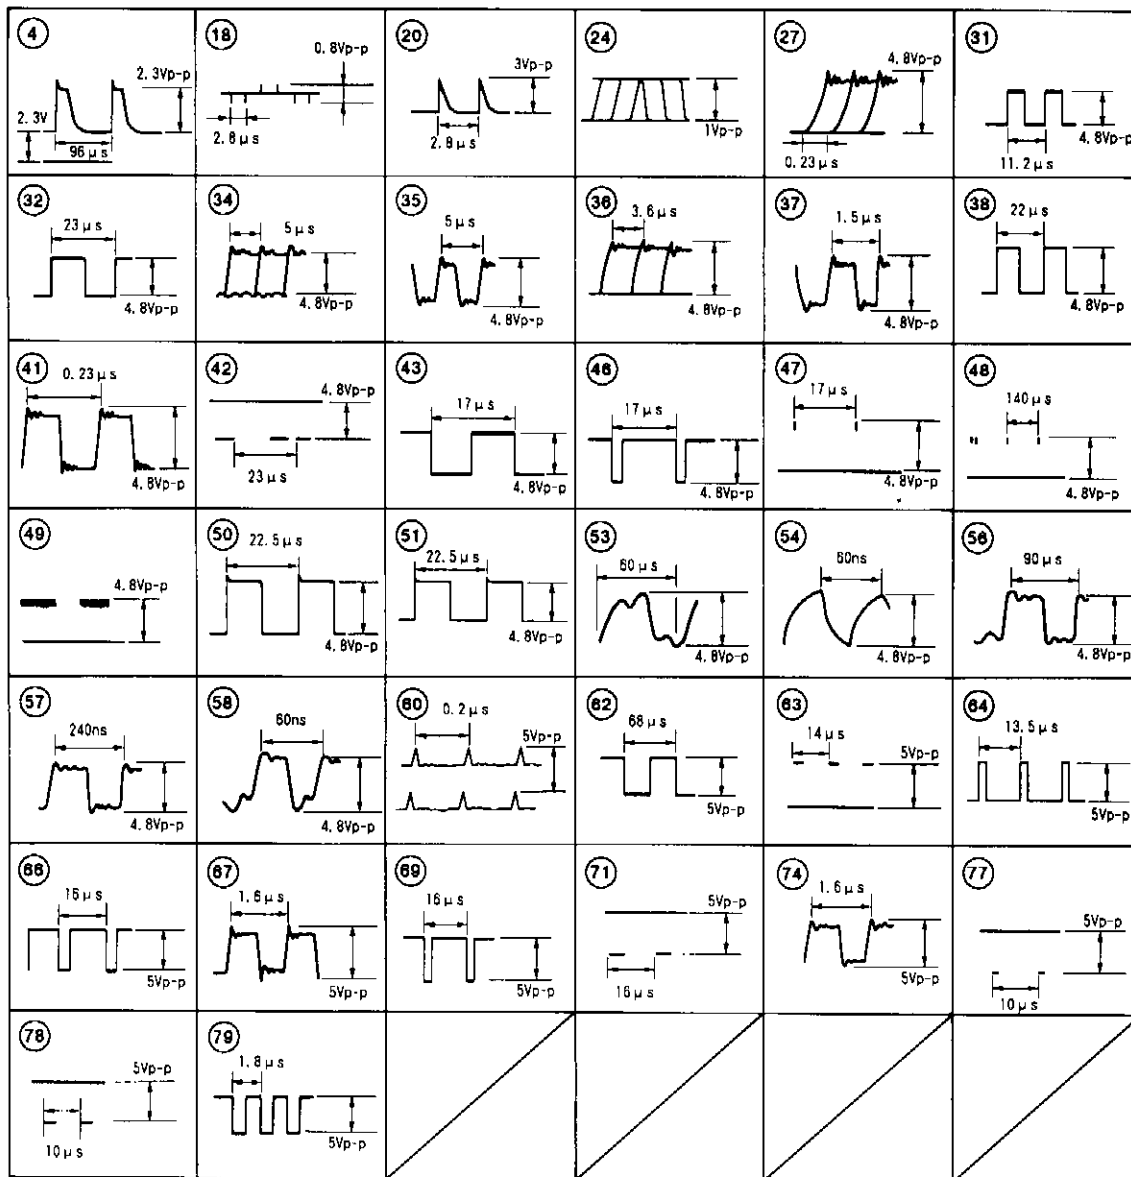 4
2.3Vp-p
2.3V
96µs
18
0.8Vp-p
2.8µs
20
3Vp-p
2.8µs
24
1Vp-p
27
4.8Vp-p
0.23µs
31
4.8Vp-p
11.2µs
32
23µs
4.8Vp-p
34
5µs
4.8Vp-p
35
5µs
4.8Vp-p
36
3.6µs
4.8Vp-p
37
1.5µs
4.8Vp-p
38
22µs
4.8Vp-p
41
0.23µs
4.8Vp-p
42
4.8Vp-p
23µs
43
17µs
4.8Vp-p
46
17µs
4.8Vp-p
47
17µs
4.8Vp-p
48
140µs
4.8Vp-p
49
4.8Vp-p
50
22.5µs
4.8Vp-p
51
22.5µs
4.8Vp-p
53
60µs
4.8Vp-p
54
60ns
4.8Vp-p
56
90µs
4.8Vp-p
57
240ns
4.8Vp-p
58
60ns
4.8Vp-p
60
0.2µs
5Vp-p
62
68µs
5Vp-p
63
14µs
5Vp-p
64
13.5µs
5Vp-p
66
16µs
5Vp-p
67
1.6µs
5Vp-p
69
16µs
5Vp-p
71
5Vp-p
16µs
74
1.6µs
5Vp-p
77
5Vp-p
10µs
78
5Vp-p
10µs
79
1.8µs
5Vp-p